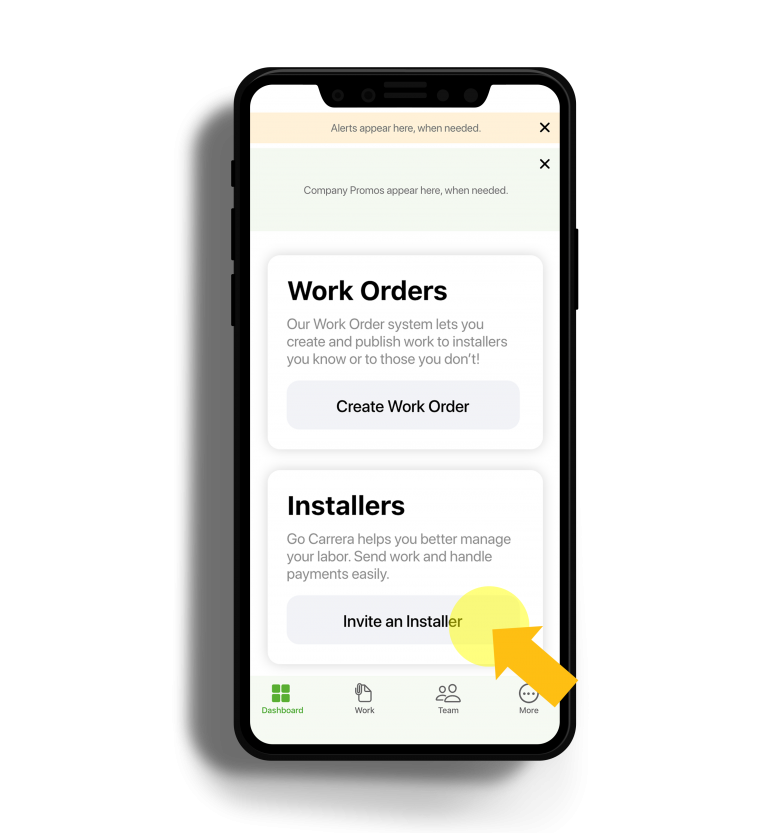 Alerts appear here, when needed.
Company Promos appear here, when needed.
Work Orders
Our Work Order system lets you
create and publish work to installers
you know or to those you don't!
Create Work Order
Installers
Go Carrera helps you better manage
your labor. Send work and handle
payments easily.
Invite an Installer
Dashboard
Work
Team
More